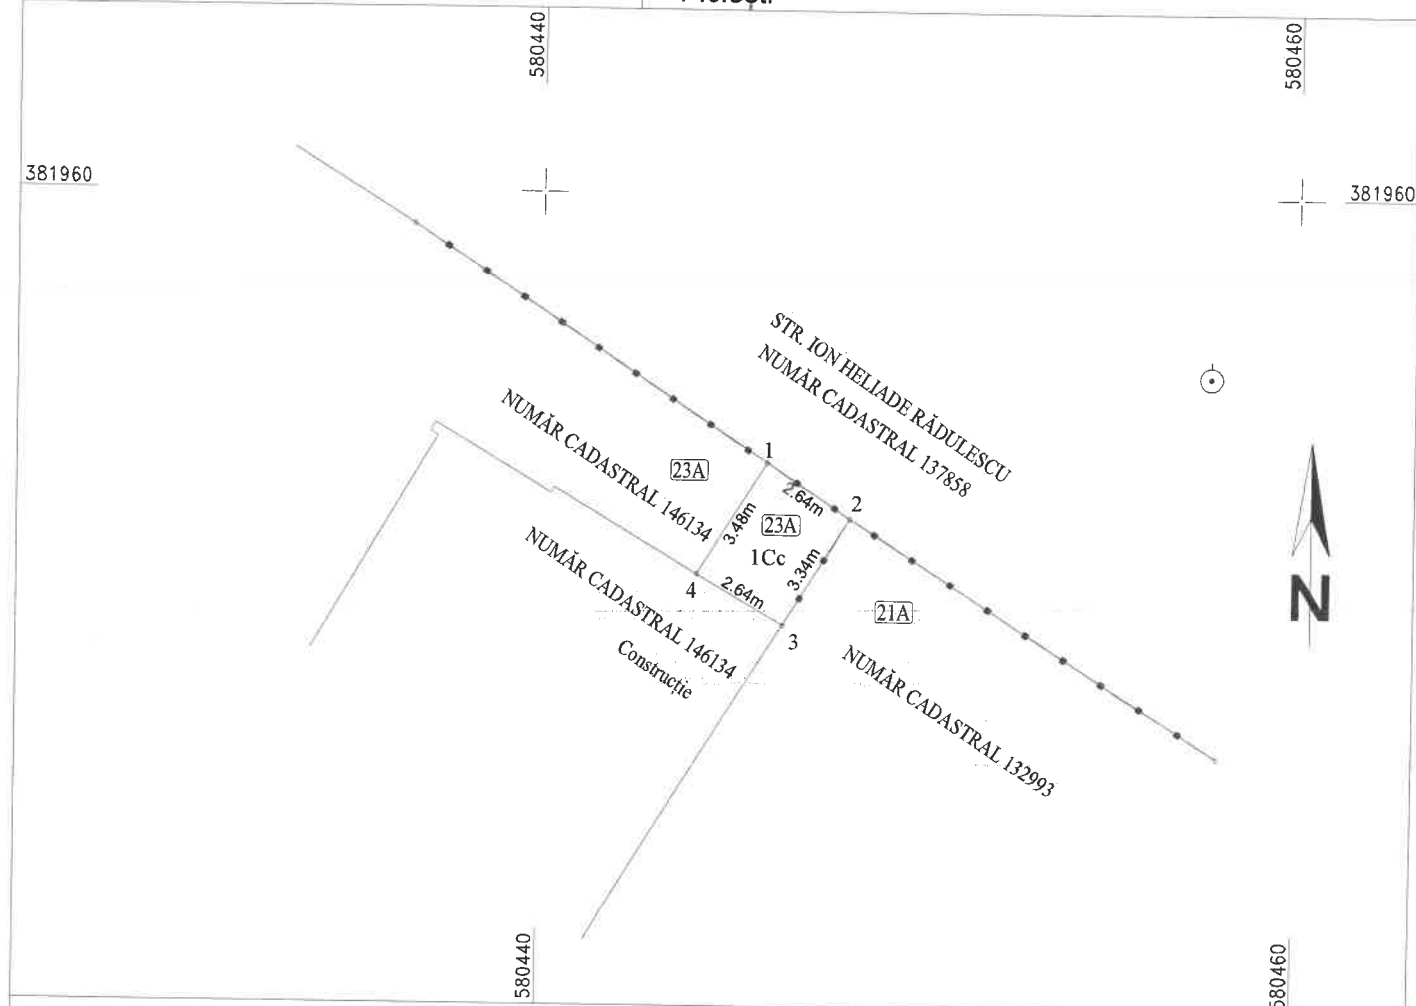 580440
580460
381960
381960
STR. ION HELIADE RĂDULESCU
NUMĂR CADASTRAL 137858
NUMĂR CADASTRAL 146134
23A
1
2.64m
2
3.48m
23A
1Cc
3.34m
4
2.64m
3
21A
NUMĂR CADASTRAL 146134
Construcție
NUMĂR CADASTRAL 132993
N
580440
580460